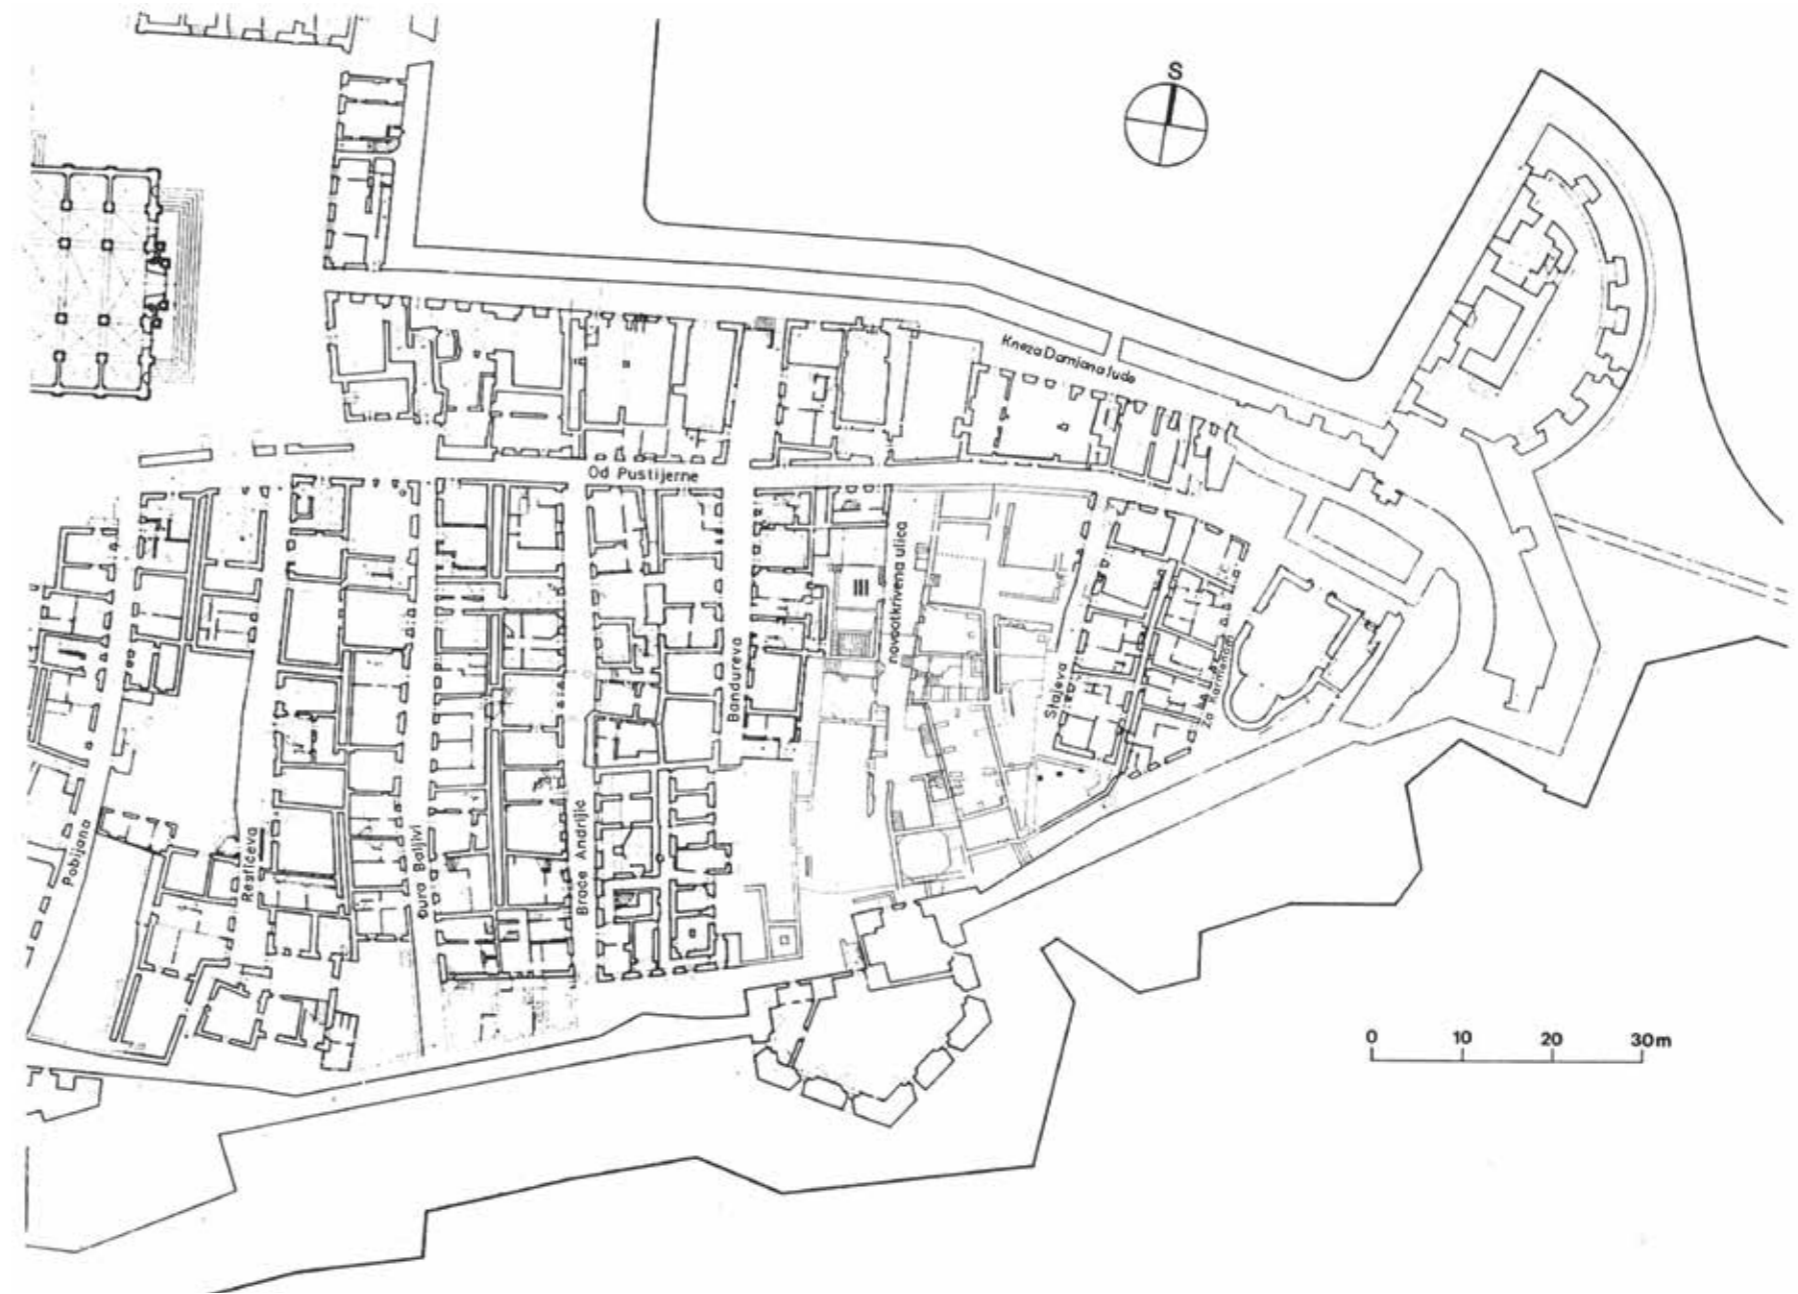 S
Kneza Damjana Jude
Od Pustijerne
novootkrivena ulica
Bandureva
Stajeva
Za Karmenom
Pobijana
Restićeva
Đura Baljivi
Braće Andrijić
0 10 20 30m